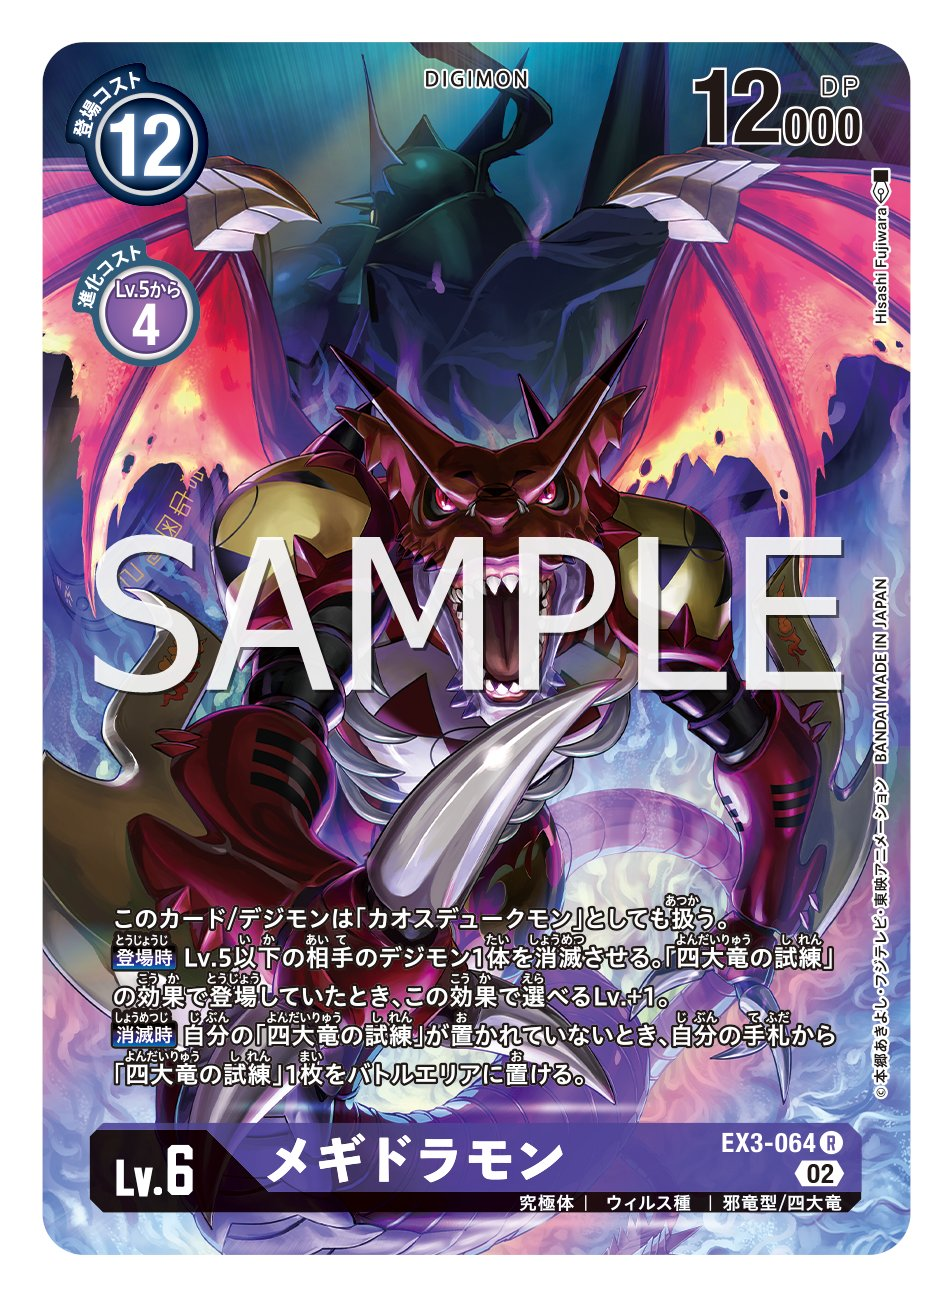 DIGIMON
登場コスト
12
12000
DP
進化コスト
Lv.5から
4
Hisashi Fujiwara
SAMPLE
©本郷あきよし・フジテレビ・東映アニメーション BANDAI MADE IN JAPAN
このカード/デジモンは「カオスデュークモン」としても扱う。
登場時 Lv.5以下の相手のデジモン1体を消滅させる。「四大竜の試練」
の効果で登場していたとき、この効果で選べるLv.+1。
消滅時 自分の「四大竜の試練」が置かれていないとき、自分の手札から
「四大竜の試練」1枚をバトルエリアに置ける。
Lv.6
メギドラモン
EX3-064 R
02
究極体 | ウィルス種 | 邪竜型/四大竜